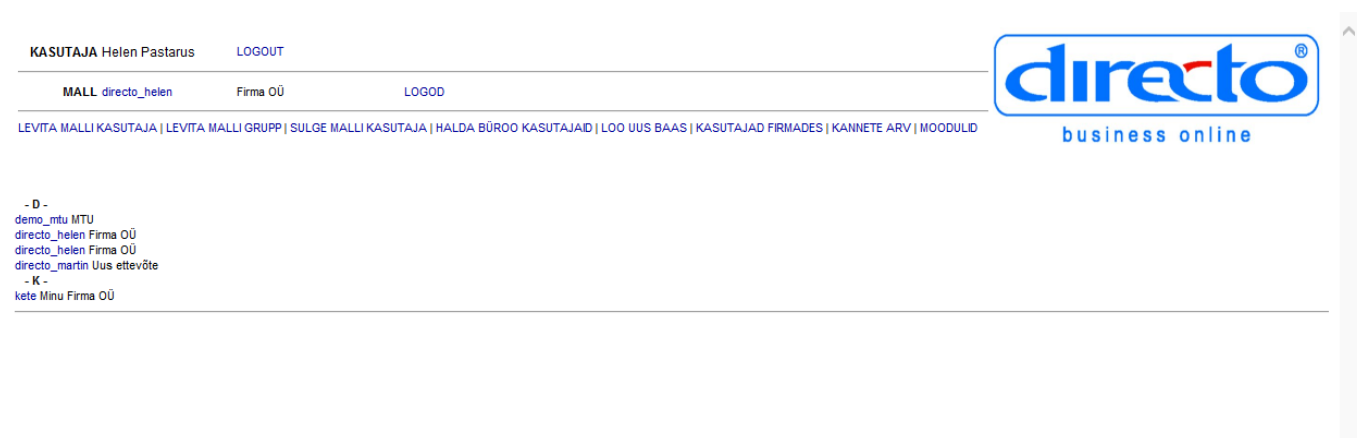 KASUTAJA Helen Pastarus LOGOUT
directo®
business online
MALL directo_helen Firma OÜ LOGOD
LEVITA MALLI KASUTAJA | LEVITA MALLI GRUPP | SULGE MALLI KASUTAJA | HALDA BÜROO KASUTAJAID | LOO UUS BAAS | KASUTAJAD FIRMADES | KANNETE ARV | MOODULID
- D -
demo_mtu MTU
directo_helen Firma OÜ
directo_helen Firma OÜ
directo_martin Uus ettevõte
- K -
kete Minu Firma OÜ